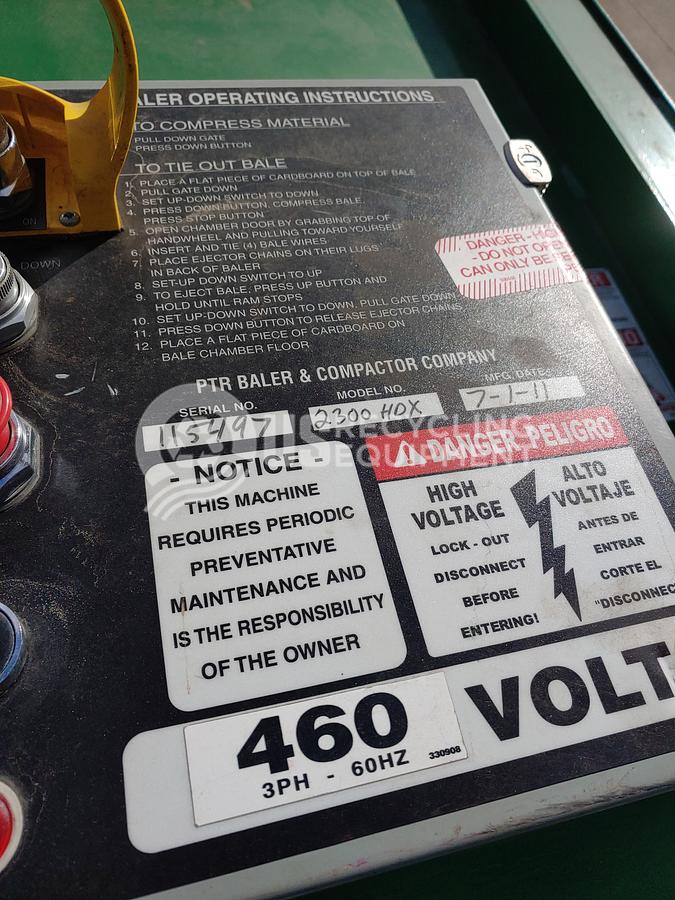 ALER OPERATING INSTRUCTIONS
TO COMPRESS MATERIAL
PULL DOWN GATE
PRESS DOWN BUTTON
TO TIE OUT BALE
1. PLACE A FLAT PIECE OF CARDBOARD ON TOP OF BALE
2. PULL GATE DOWN
3. SET UP-DOWN SWITCH TO DOWN
4. PRESS DOWN BUTTON, COMPRESS BALE,
PRESS STOP BUTTON
5. OPEN CHAMBER DOOR BY GRABBING TOP OF
HANDWHEEL AND PULLING TOWARD YOURSELF
6. INSERT AND TIE (4) BALE WIRES
7. PLACE EJECTOR CHAINS ON THEIR LUGS
IN BACK OF BALER
8. SET-UP-DOWN SWITCH TO UP
9. TO EJECT BALE, PRESS UP BUTTON AND
HOLD UNTIL RAM STOPS
10. SET UP-DOWN SWITCH TO DOWN, PULL GATE DOWN
11. PRESS DOWN BUTTON TO RELEASE EJECTOR CHAINS
12. PLACE A FLAT PIECE OF CARDBOARD ON
BALE CHAMBER FLOOR
ON
DOWN
DANGER-
- DO NOT OPE
CAN ONLY BE
PTR BALER & COMPACTOR COMPANY
SERIAL NO. MODEL NO. MFG. DATE
115497 2300 HDX 7-1-11
RECYCLING
EQUIPMENT
- NOTICE -
THIS MACHINE
REQUIRES PERIODIC
PREVENTATIVE
MAINTENANCE AND
IS THE RESPONSIBILITY
OF THE OWNER
DANGER-PELIGRO
HIGH
VOLTAGE
LOCK - OUT
DISCONNECT
BEFORE
ENTERING!
ALTO
VOLTAJE
ANTES DE
ENTRAR
CORTE EL
"DISCONNEC
460
3PH - 60HZ
330908
VOLT